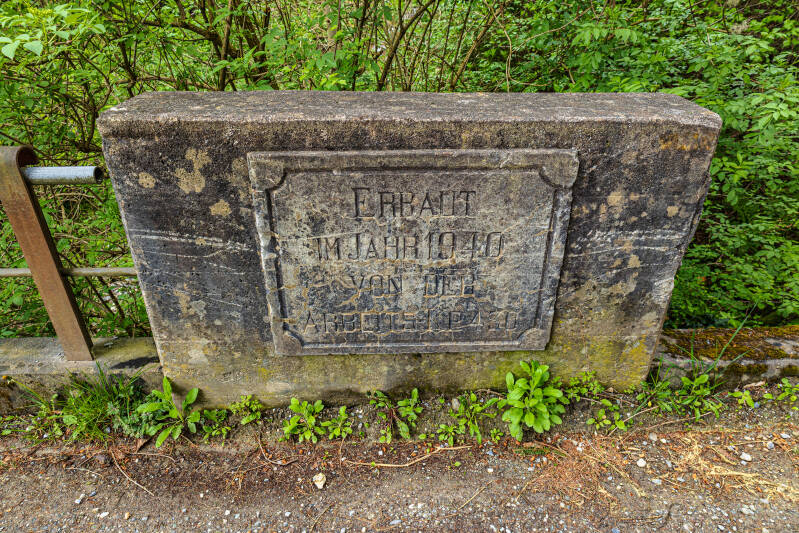 ERBAUT
IM JAHR 1940
VON DER